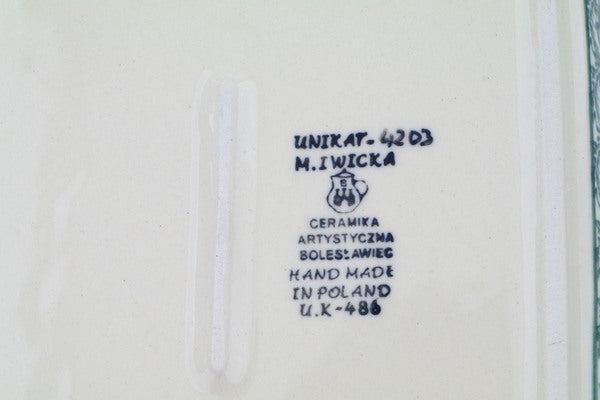 UNIKAT-4203
M.IWICKA
B
CERAMIKA
ARTYSTYCZNA
BOLESŁAWIEC
HAND MADE
IN POLAND
U.K-486